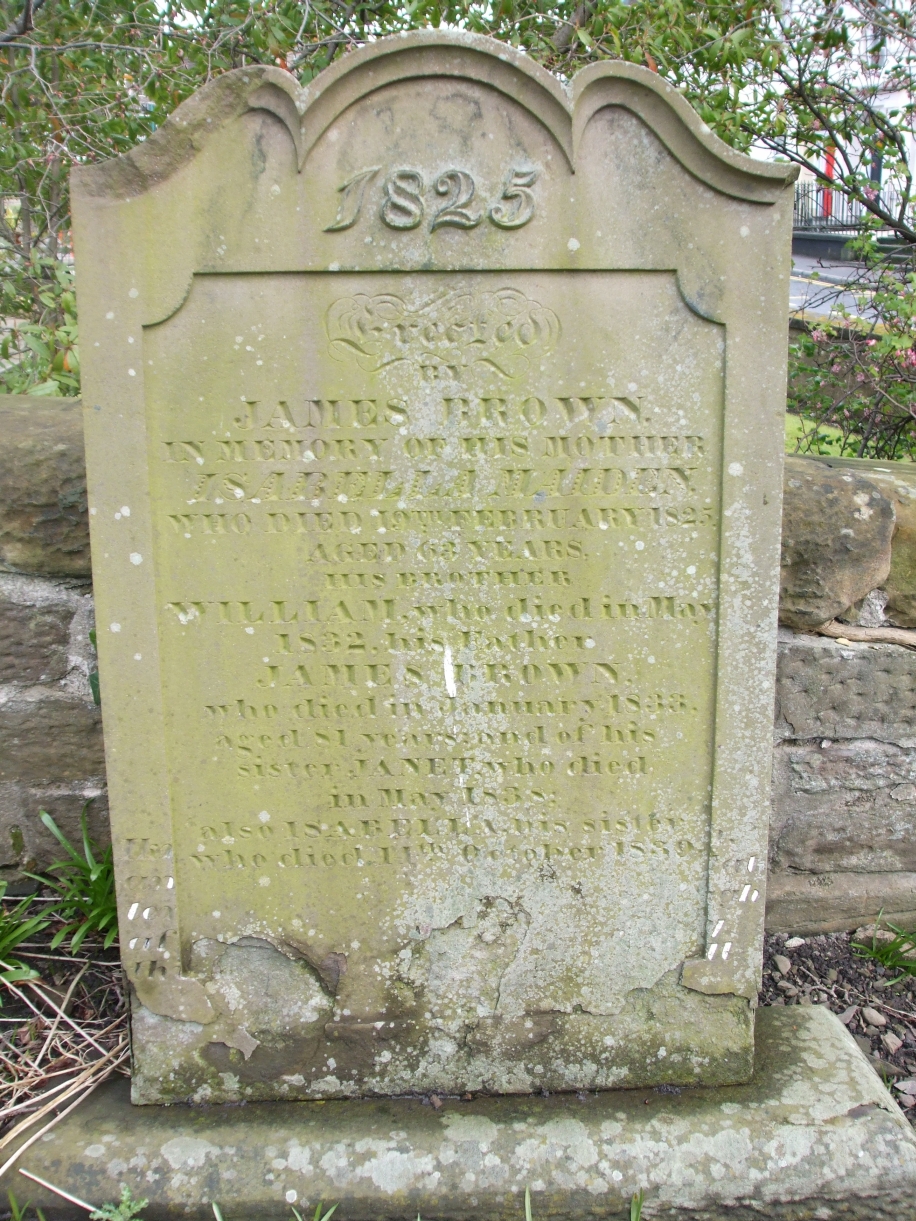 1825
Erected
BY
JAMES BROWN.
IN MEMORY OF HIS MOTHER
ISABELLA MAIDEN.
WHO DIED 19TH FEBRUARY 1825
AGED 63 YEARS.
HIS BROTHER
WILLIAM, who died in May
1832. his Father
JAMES BROWN.
who died in January 1833.
aged 81 years and of his
sister JANET, who died
in May 1838;
also ISABELLA, his sister
who died 11th October 1859.